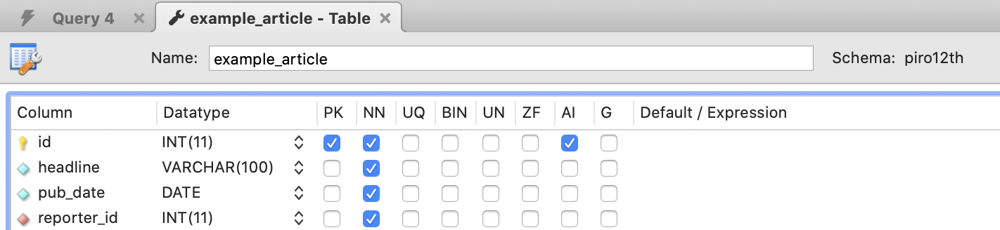 Query 4 example_article - Table
Name: example_article Schema: piro12th
Column Datatype PK NN UQ BIN UN ZF AI G Default / Expression
id INT(11)
headline VARCHAR(100)
pub_date DATE
reporter_id INT(11)